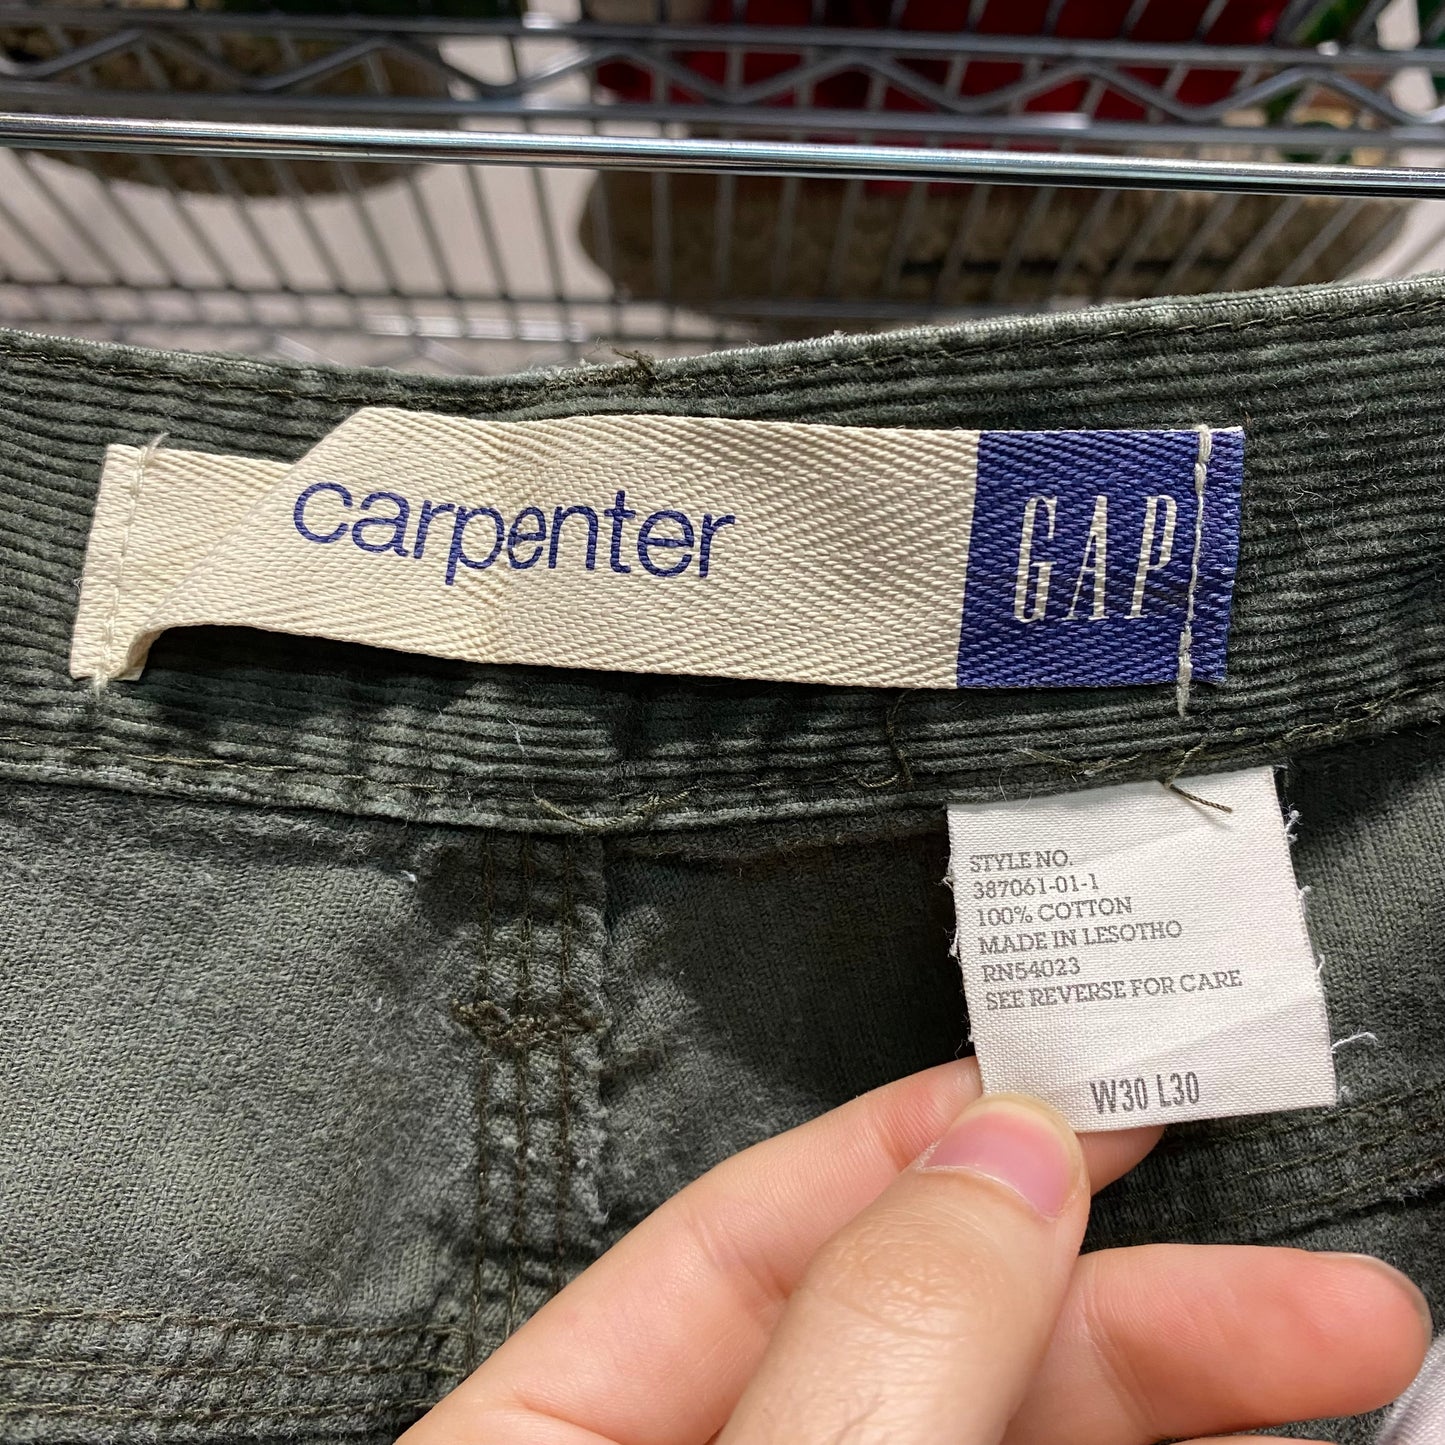 carpenter GAP
STYLE NO.
387061-01-1
100% COTTON
MADE IN LESOTHO
RN54023
SEE REVERSE FOR CARE
W30 L30